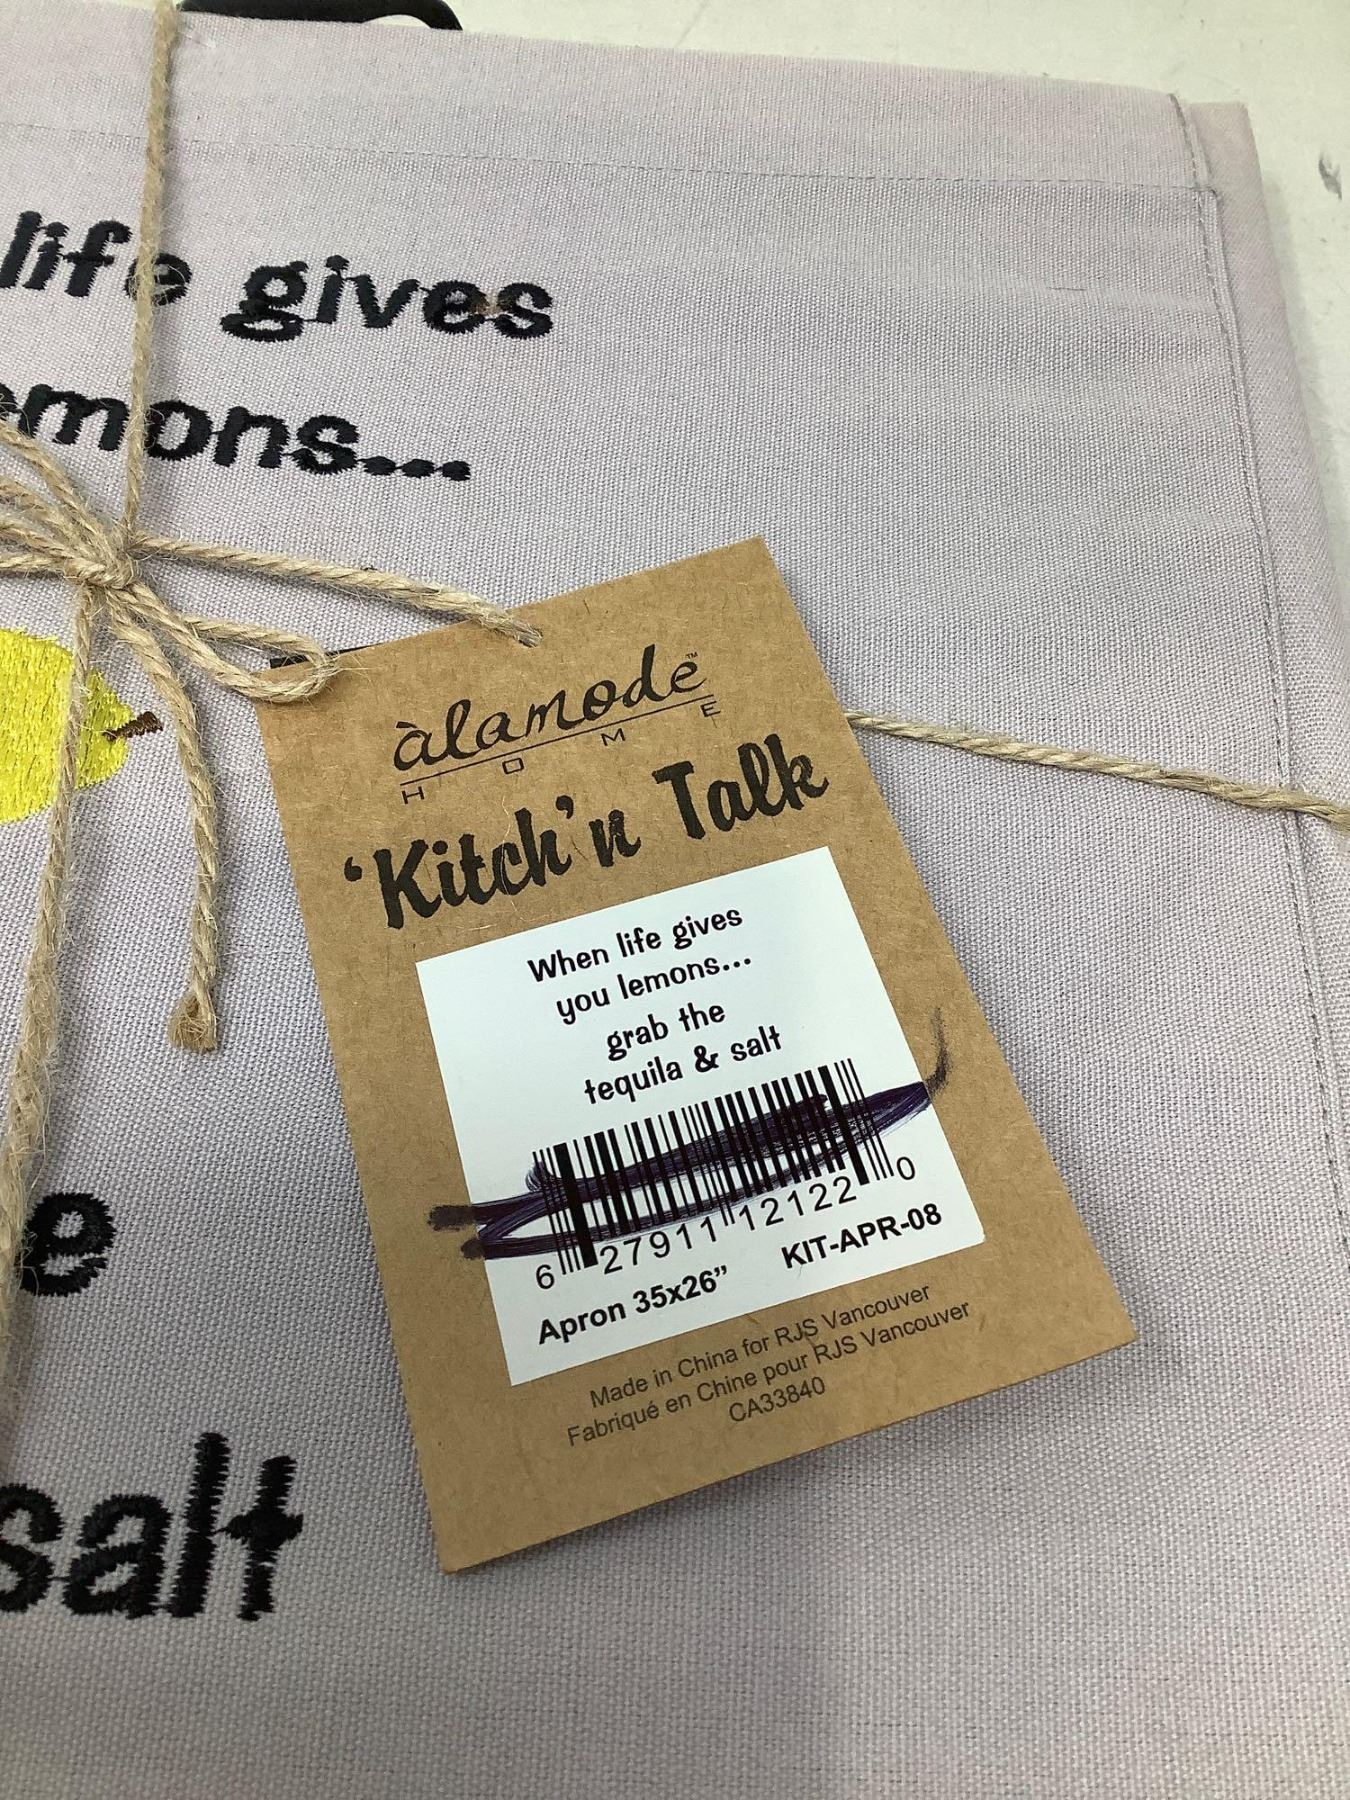 life gives
emons...
àlamode™
HOME
'Kitch'n Talk
When life gives
you lemons...
grab the
tequila & salt
6 27911 12122 0
Apron 35x26” KIT-APR-08
Made in China for RJS Vancouver
Fabriqué en Chine pour RJS Vancouver
CA33840
e
salt